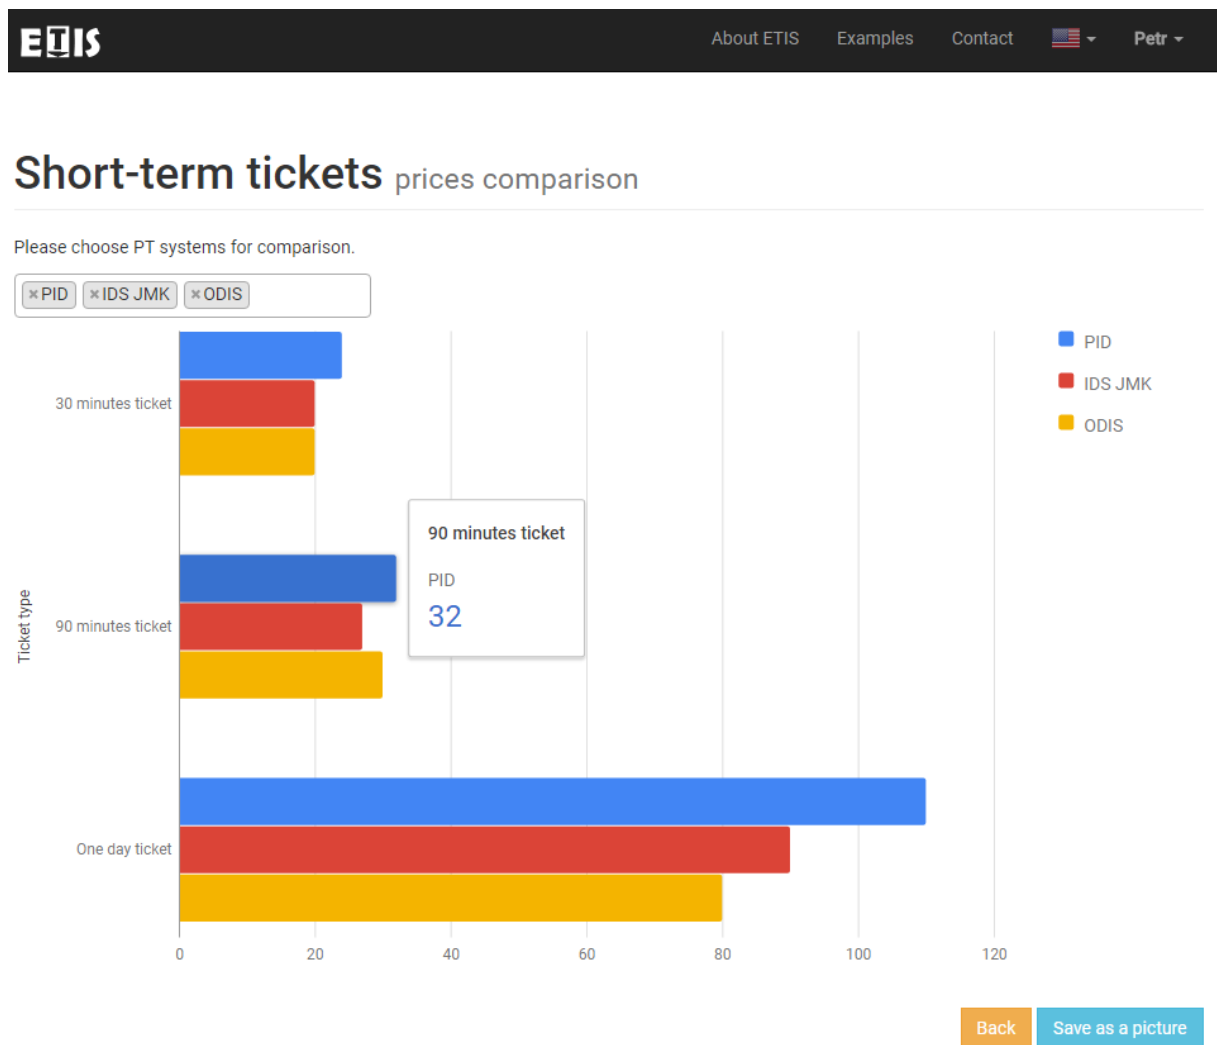 ETIS About ETIS Examples Contact Petr
Short-term tickets prices comparison
Please choose PT systems for comparison.
×PID ×IDS JMK ×ODIS
PID
IDS JMK
ODIS
30 minutes ticket
90 minutes ticket
PID
32
Ticket type
90 minutes ticket
One day ticket
0 20 40 60 80 100 120
Back Save as a picture